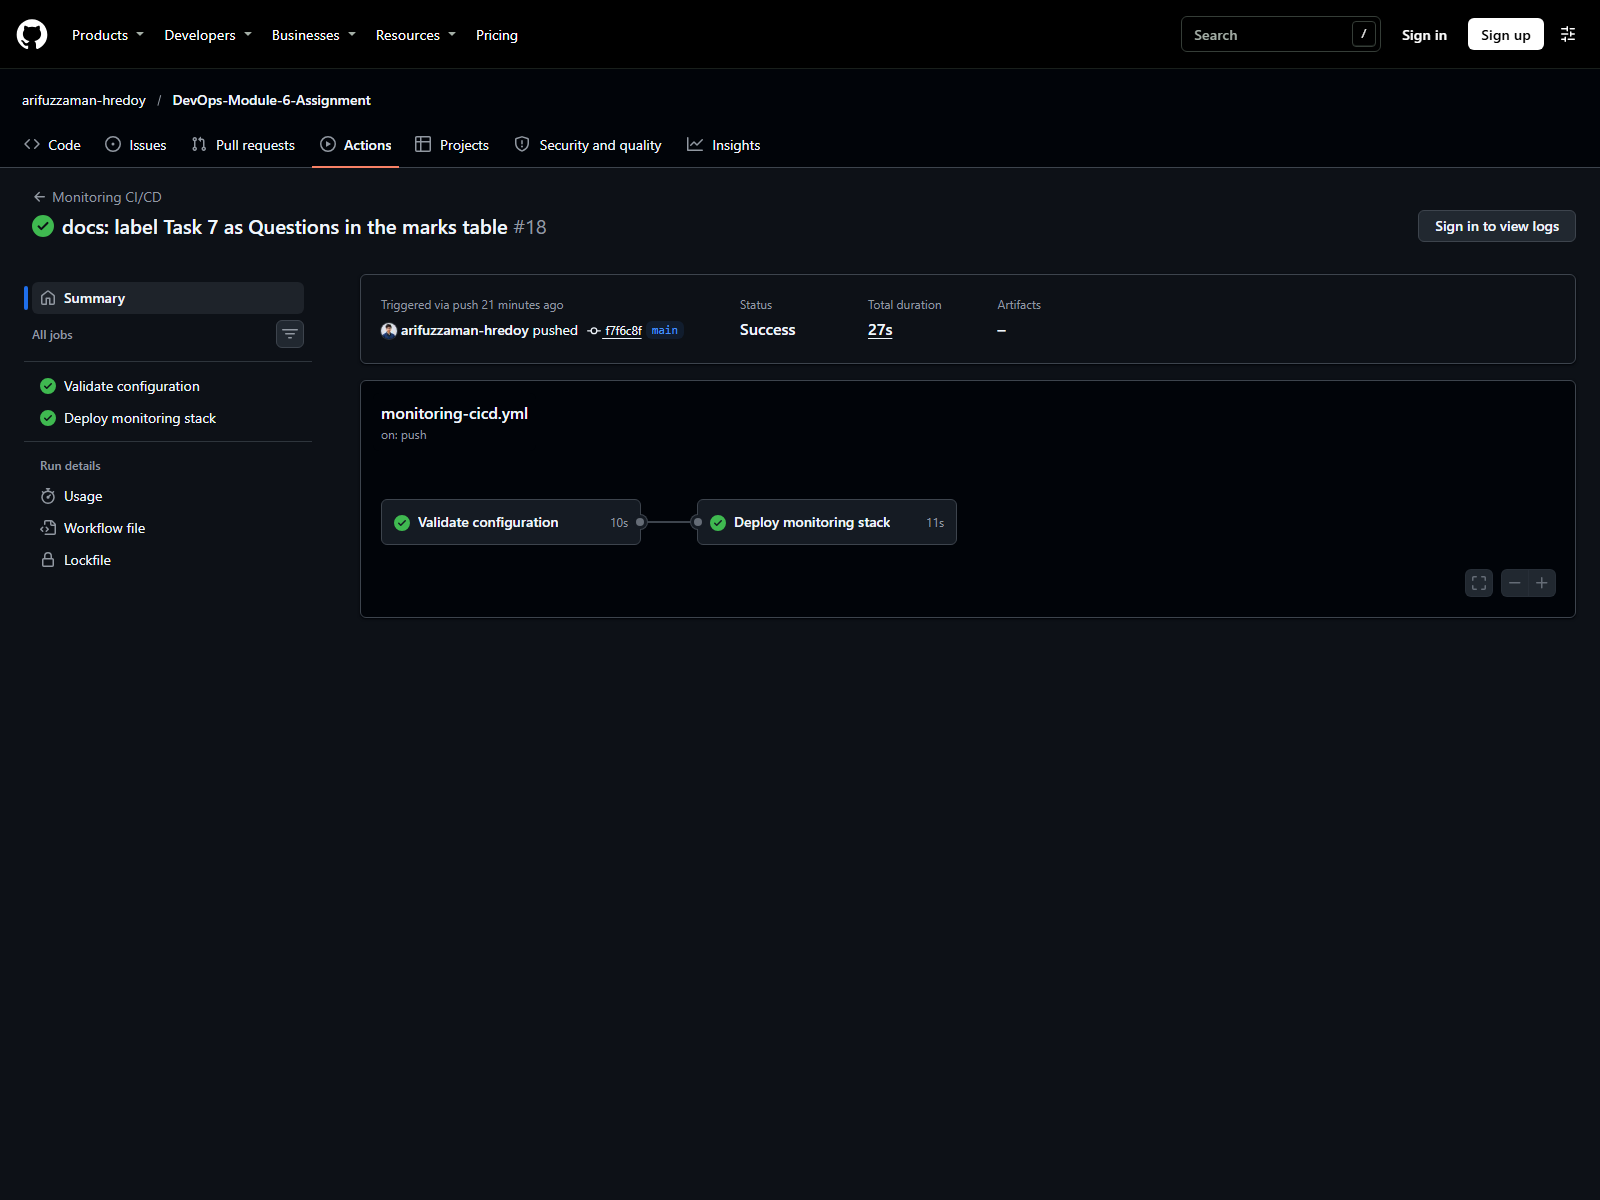 Products Developers Businesses Resources Pricing Search / Sign in Sign up
arifuzzaman-hredoy / DevOps-Module-6-Assignment
Code Issues Pull requests Actions Projects Security and quality Insights
Monitoring CI/CD
docs: label Task 7 as Questions in the marks table #18
Sign in to view logs
Summary
All jobs
Validate configuration
Deploy monitoring stack
Run details
Usage
Workflow file
Lockfile
Triggered via push 21 minutes ago
arifuzzaman-hredoy pushed f7f6c8f main
Status
Success
Total duration
27s
Artifacts
–
monitoring-cicd.yml
on: push
Validate configuration 10s
Deploy monitoring stack 11s